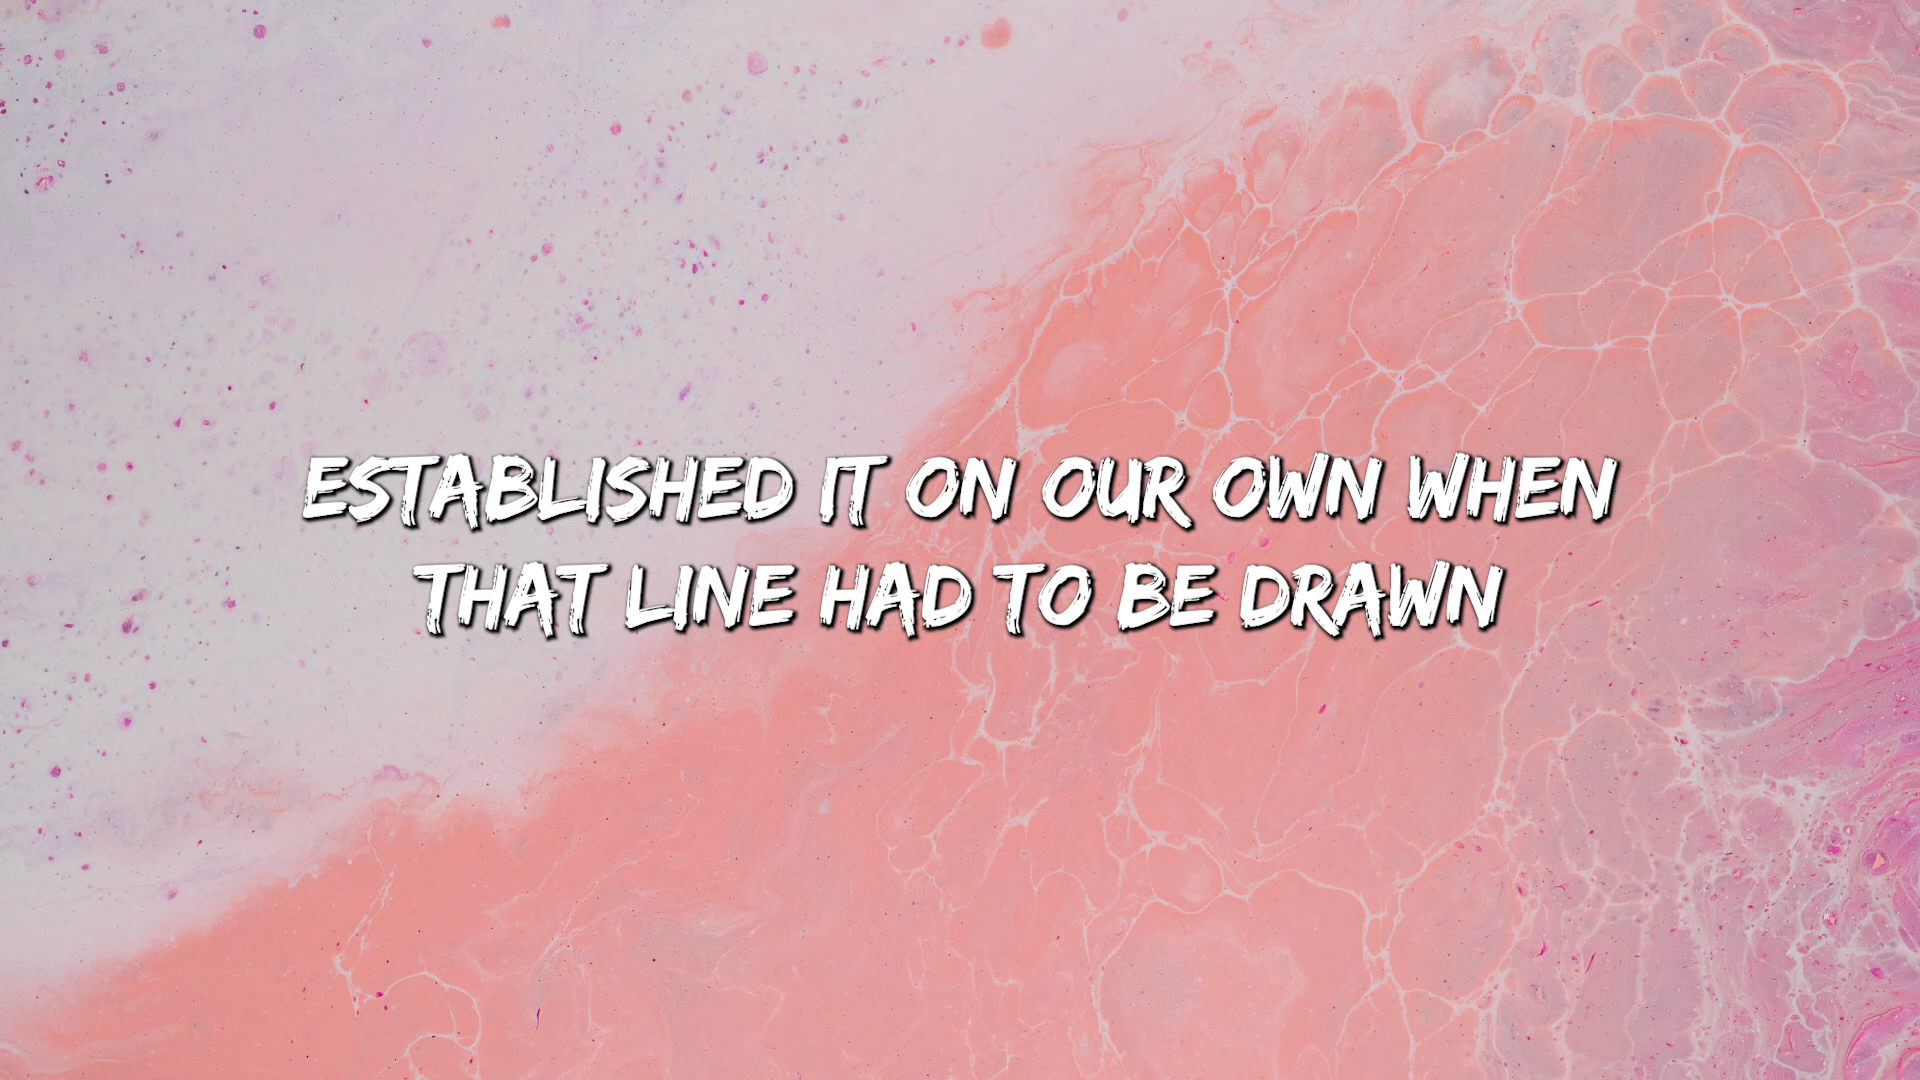 ESTABLISHED IT ON OUR OWN WHEN
THAT LINE HAD TO BE DRAWN